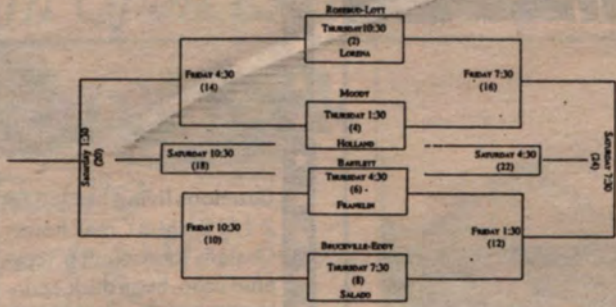 ROSEBUD-LOTT
THURSDAY10:30
(2)
LORENA
FRIDAY 4:30
(14)
FRIDAY 7:30
(16)
MOODY
THURSDAY 1:30
(4)
HOLLAND
Saturday 1:30
(20)
SATURDAY 10:30
(18)
SATURDAY 4:30
(22)
Saturday 7:30
(24)
BARTLETT
THURSDAY 4:30
(6)
FRANKLIN
FRIDAY 10:30
(10)
FRIDAY 1:30
(12)
BRUCEVILLE-EDDY
THURSDAY 7:30
(8)
SALADO